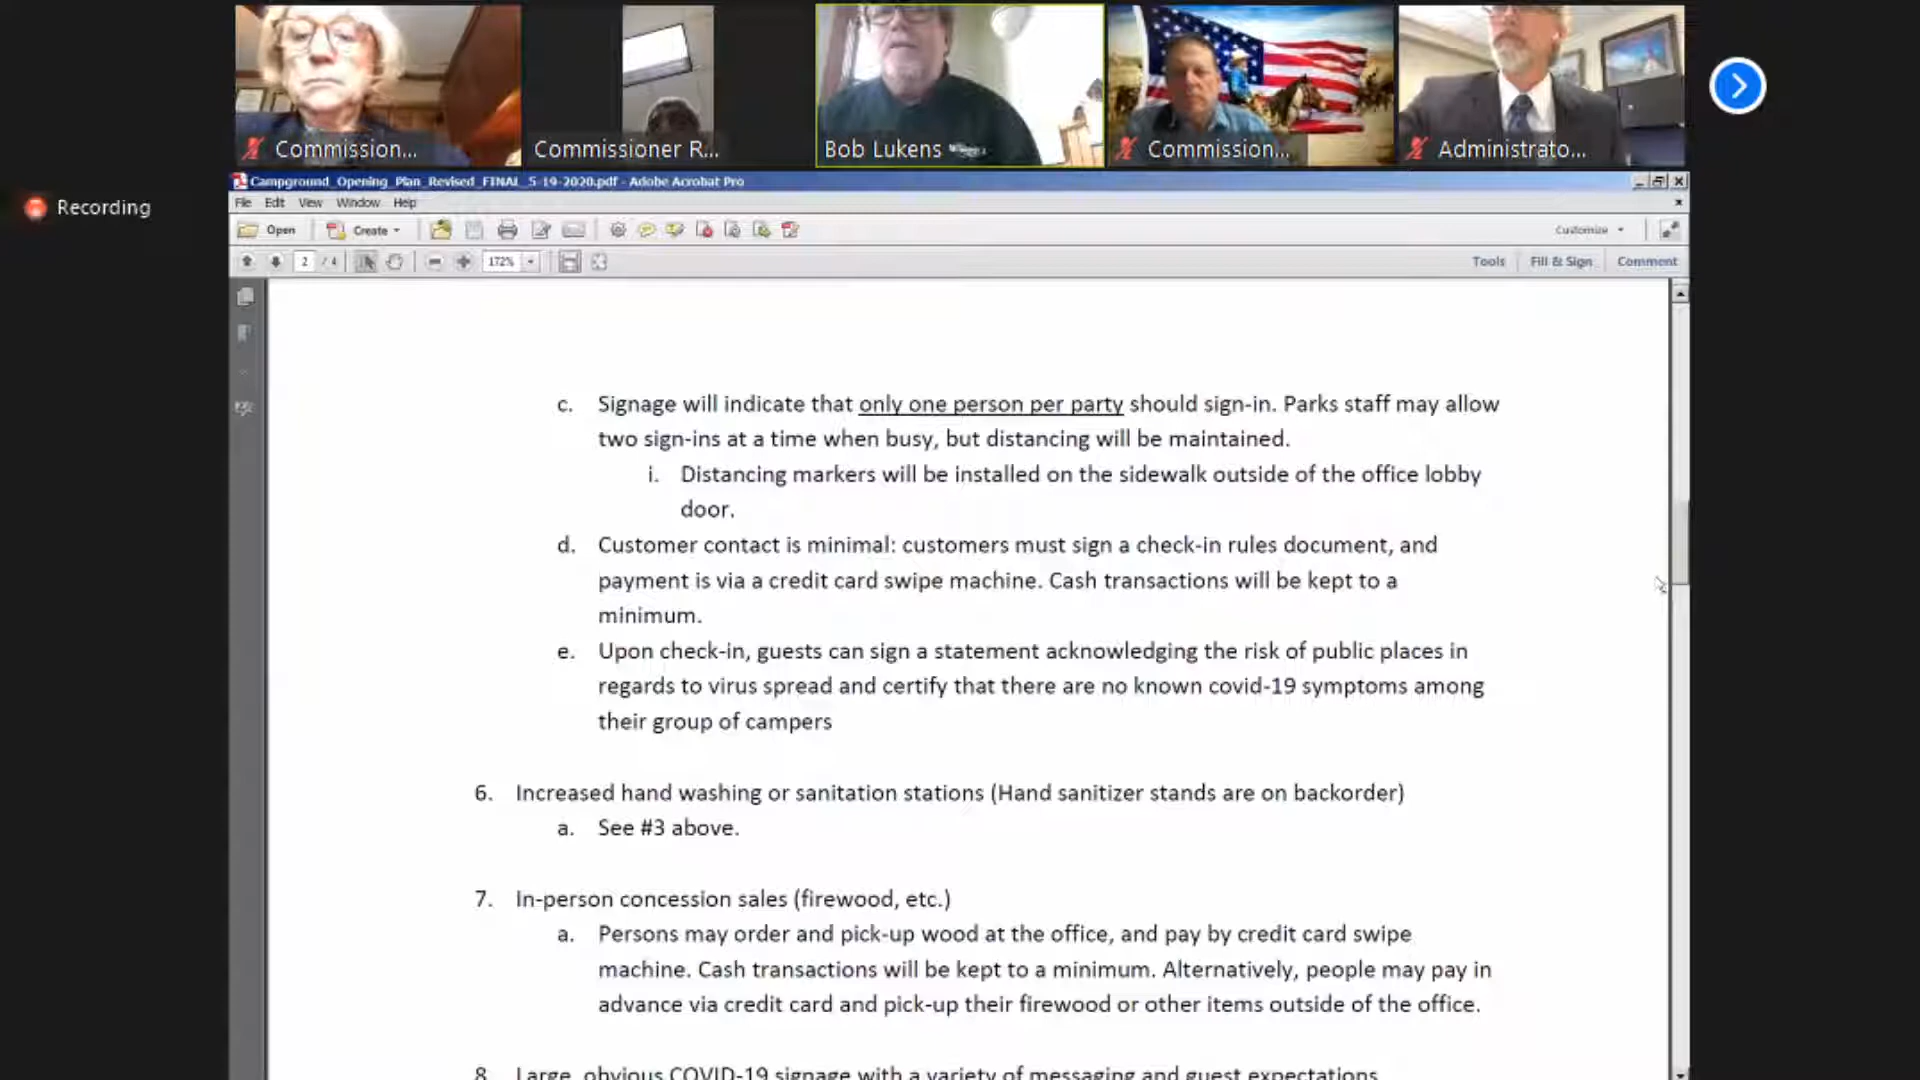 Commission...
Commissioner R...
Bob Lukens
Commission...
Administrato...
Recording
Campground_Opening_Plan_Revised_FINAL_5-19-2020.pdf - Adobe Acrobat Pro
File Edit View Window Help
Open Create Customize
2 / 4 172% Tools Fill & Sign Comment
c. Signage will indicate that only one person per party should sign-in. Parks staff may allow
two sign-ins at a time when busy, but distancing will be maintained.
i. Distancing markers will be installed on the sidewalk outside of the office lobby
door.
d. Customer contact is minimal: customers must sign a check-in rules document, and
payment is via a credit card swipe machine. Cash transactions will be kept to a
minimum.
e. Upon check-in, guests can sign a statement acknowledging the risk of public places in
regards to virus spread and certify that there are no known covid-19 symptoms among
their group of campers
6. Increased hand washing or sanitation stations (Hand sanitizer stands are on backorder)
a. See #3 above.
7. In-person concession sales (firewood, etc.)
a. Persons may order and pick-up wood at the office, and pay by credit card swipe
machine. Cash transactions will be kept to a minimum. Alternatively, people may pay in
advance via credit card and pick-up their firewood or other items outside of the office.
8. Large, obvious COVID-19 signage with a variety of messaging and guest expectations